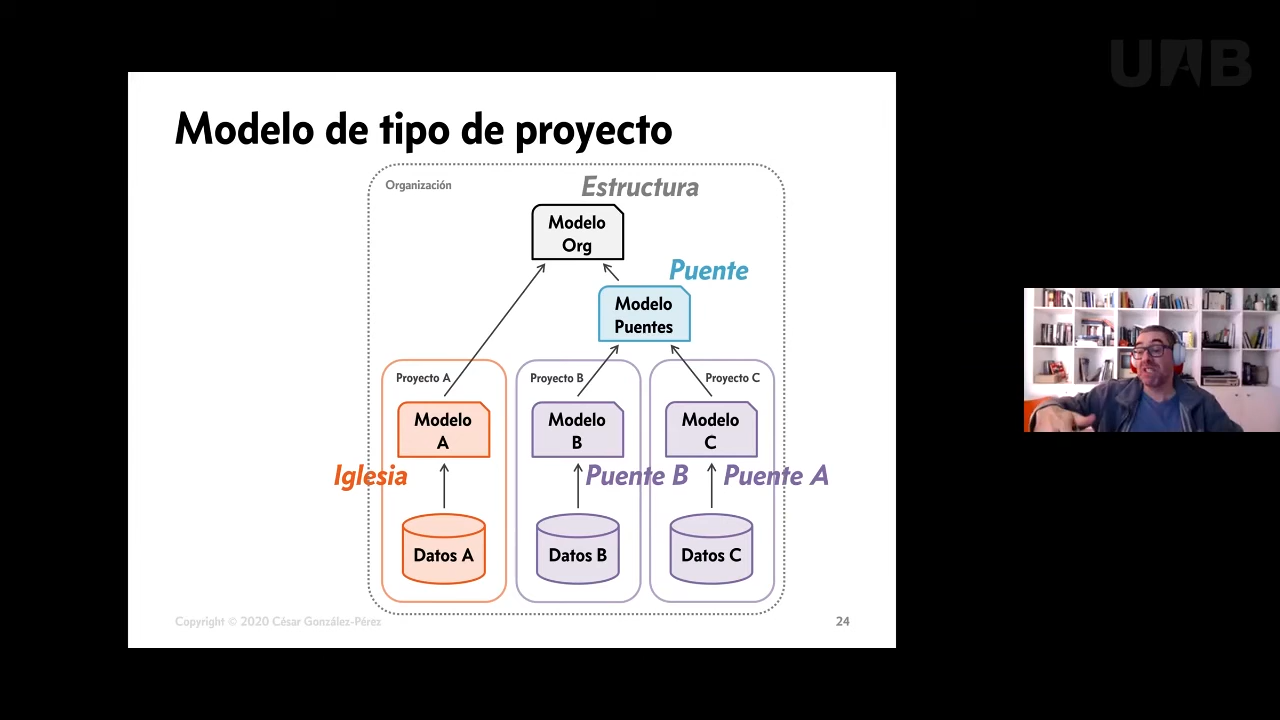 UAB
Modelo de tipo de proyecto
Organización
Estructura
Modelo
Org
Puente
Modelo
Puentes
Proyecto A
Proyecto B
Proyecto C
Modelo
A
Modelo
B
Modelo
C
Iglesia
Puente B
Puente A
Datos A
Datos B
Datos C
Copyright © 2020 César González-Pérez
24